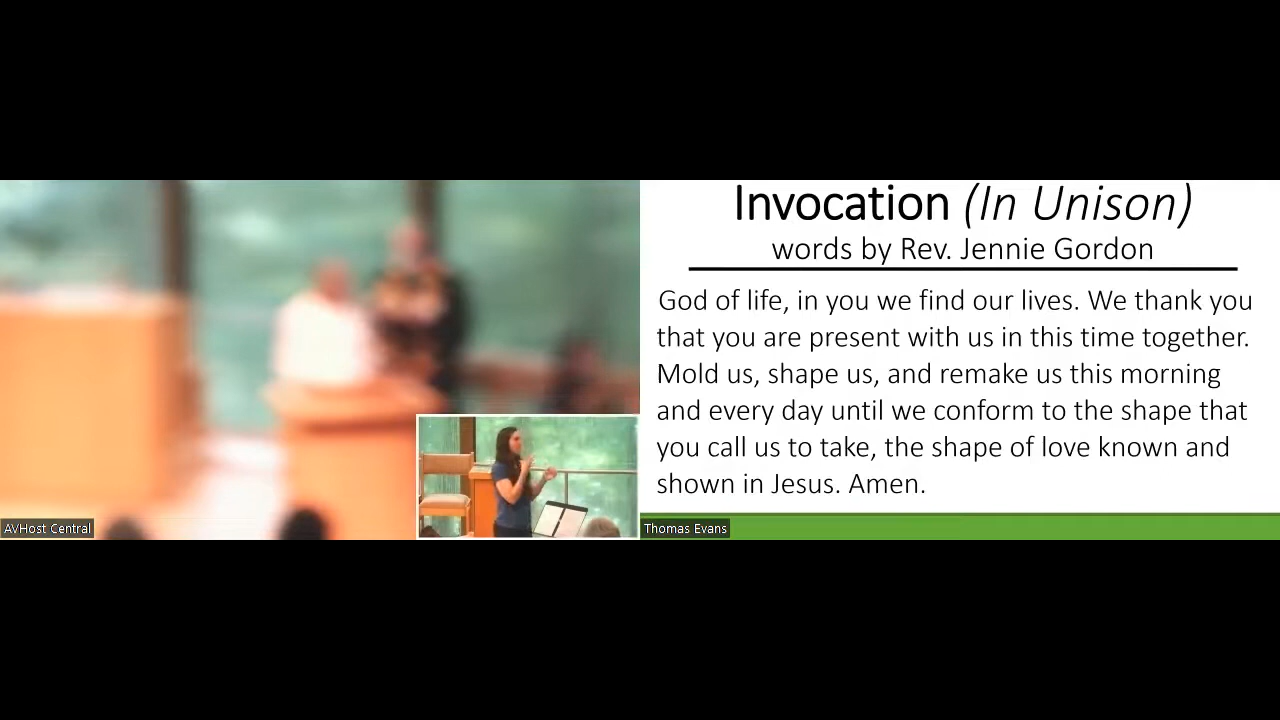 Invocation (In Unison)
words by Rev. Jennie Gordon
God of life, in you we find our lives. We thank you
that you are present with us in this time together.
Mold us, shape us, and remake us this morning
and every day until we conform to the shape that
you call us to take, the shape of love known and
shown in Jesus. Amen.
AVHost Central
Thomas Evans